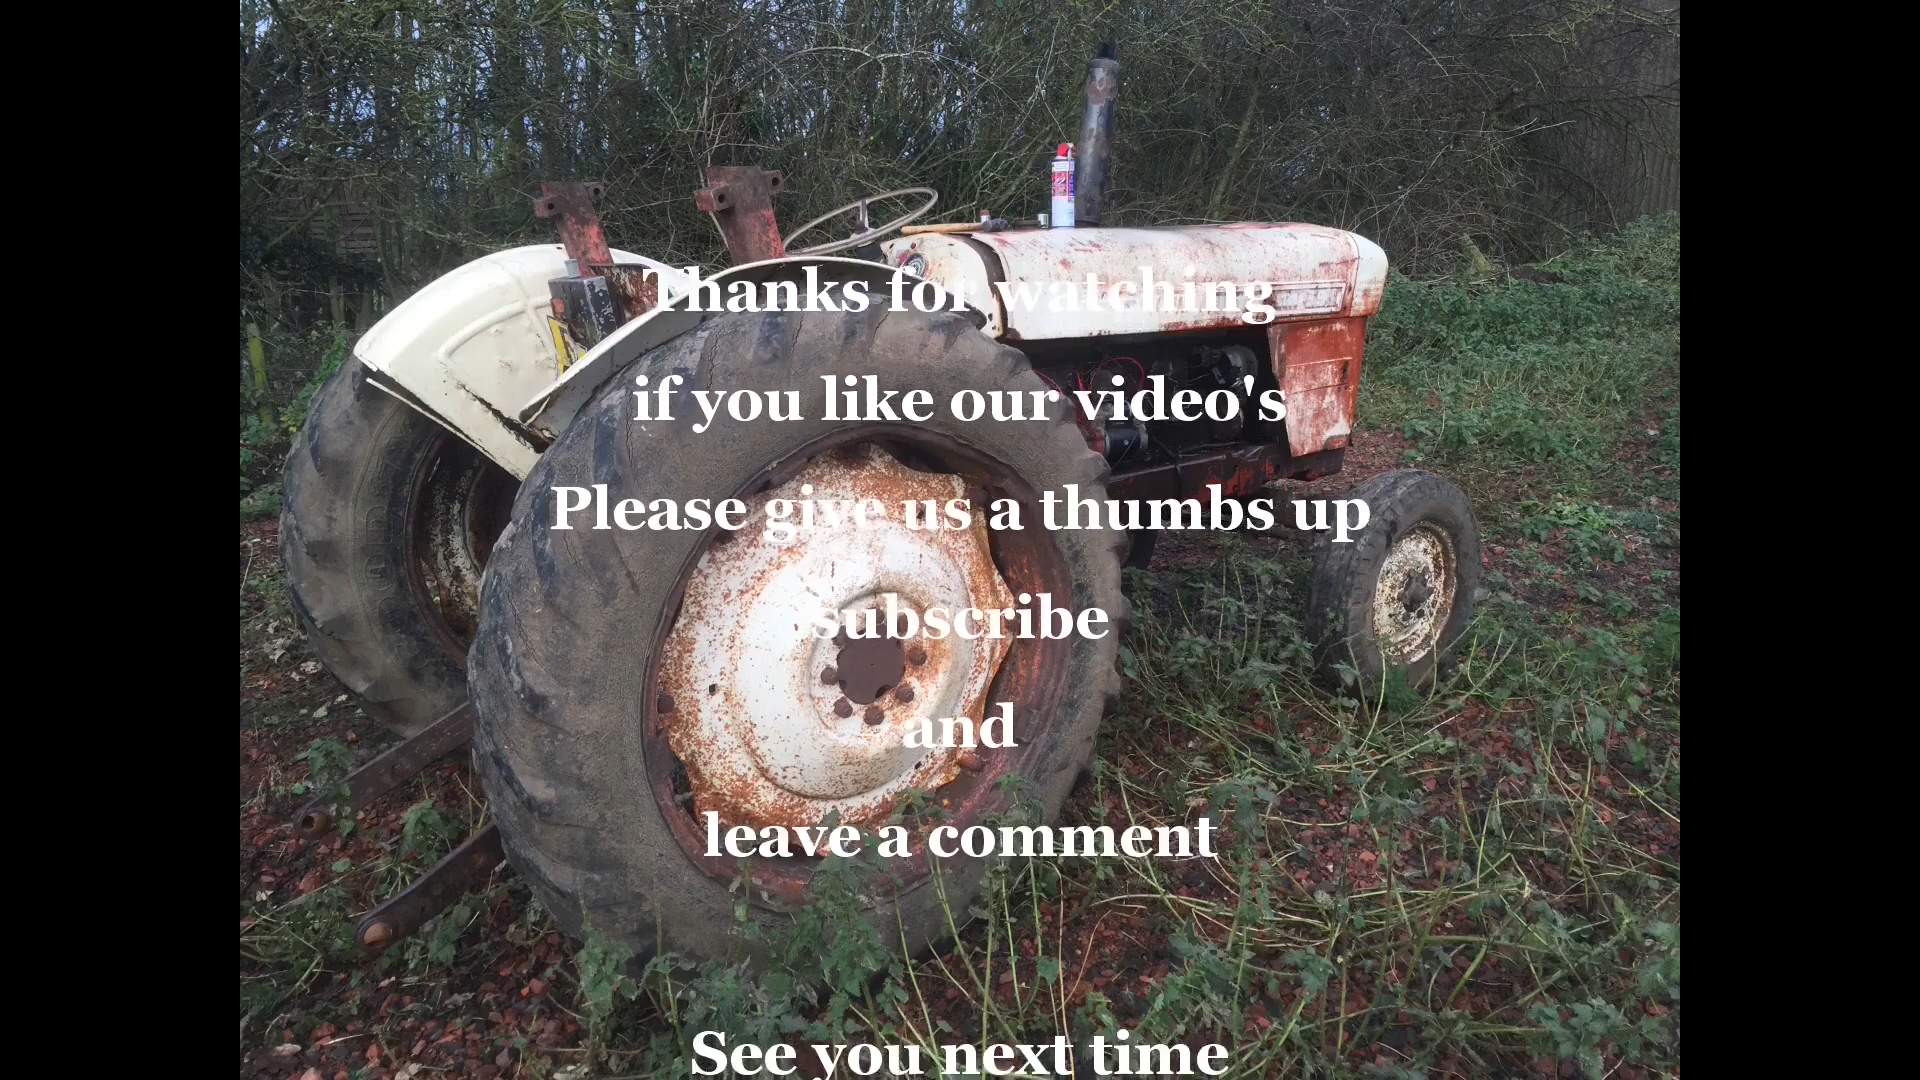 Thanks for watching
if you like our video's
Please give us a thumbs up
subscribe
and
leave a comment
See you next time